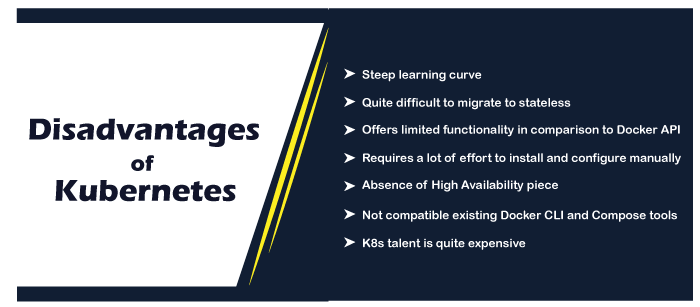 Disadvantages
of
Kubernetes
Steep learning curve
Quite difficult to migrate to stateless
Offers limited functionality in comparison to Docker API
Requires a lot of effort to install and configure manually
Absence of High Availability piece
Not compatible existing Docker CLI and Compose tools
K8s talent is quite expensive